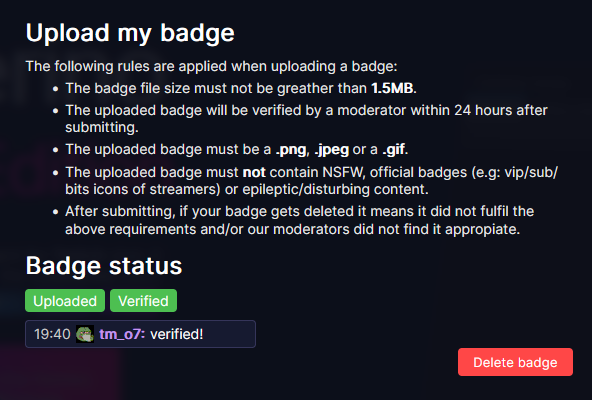 Upload my badge
The following rules are applied when uploading a badge:
• The badge file size must not be greather than 1.5MB.
• The uploaded badge will be verified by a moderator within 24 hours after
submitting.
• The uploaded badge must be a .png, .jpeg or a .gif.
• The uploaded badge must not contain NSFW, official badges (e.g: vip/sub/
bits icons of streamers) or epileptic/disturbing content.
• After submitting, if your badge gets deleted it means it did not fulfil the
above requirements and/or our moderators did not find it appropiate.
Badge status
Uploaded Verified
19:40 tm_o7: verified!
Delete badge